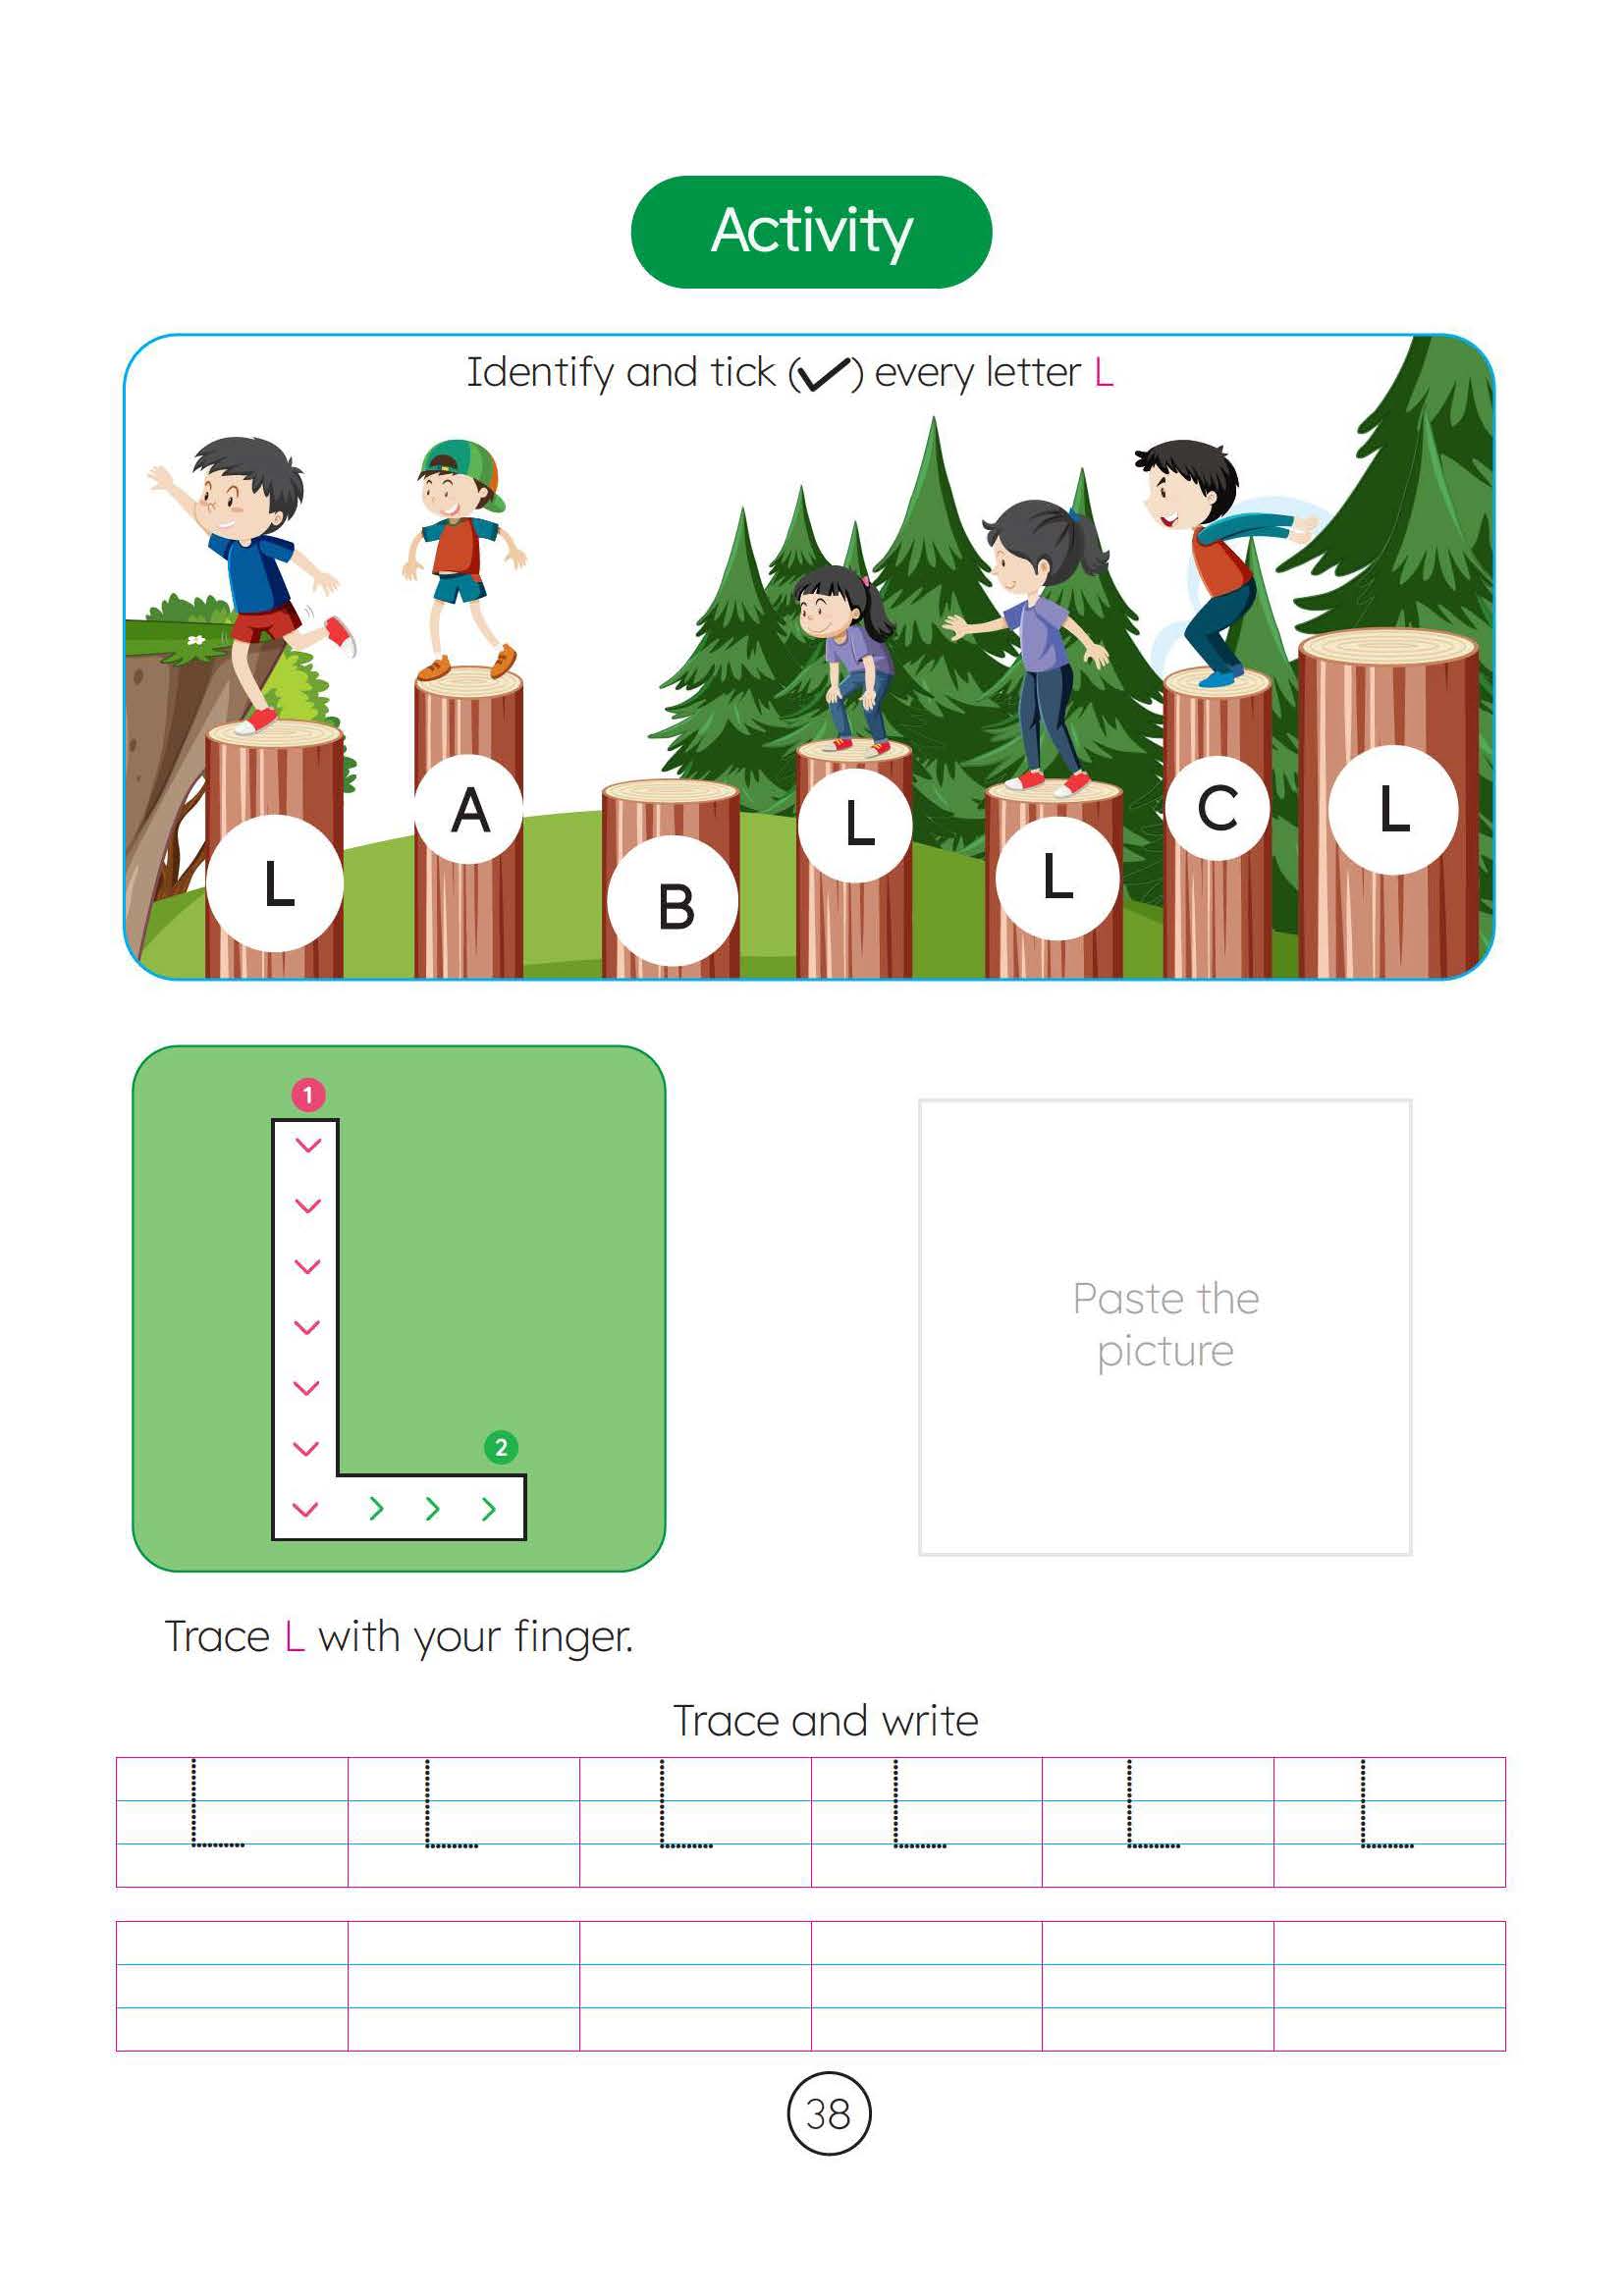 Activity
Identify and tick (✓) every letter L
L A B L L C L
1
2
Paste the
picture
Trace L with your finger.
Trace and write
L L L L L L
38